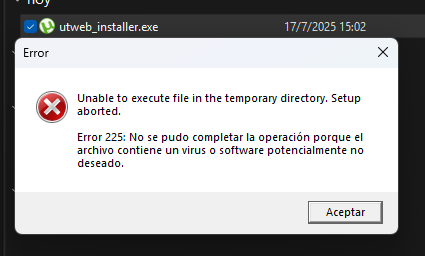 hoy
utweb_installer.exe 17/7/2025 15:02
Error
Unable to execute file in the temporary directory. Setup
aborted.
Error 225: No se pudo completar la operación porque el
archivo contiene un virus o software potencialmente no
deseado.
Aceptar